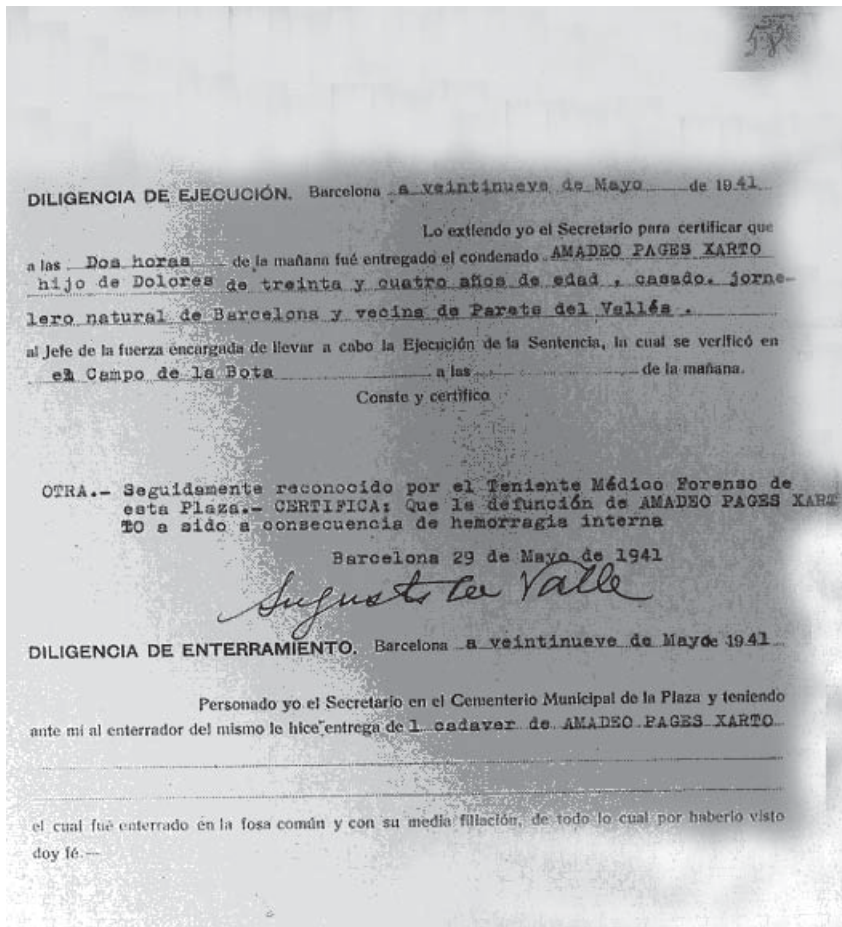 58
DILIGENCIA DE EJECUCIÓN. Barcelona a veintinueve de Mayo de 1941
Lo extiendo yo el Secretario para certificar que
a las Dos horas de la mañana fué entregado el condenado AMADEO PAGES XARTO
hijo de Dolores de treinta y cuatro años de edad , casado. jorne-
lero natural de Barcelona y vecino de Parets del Vallés .
al Jefe de la fuerza encargada de llevar a cabo la Ejecución de la Sentencia, la cual se verificó en
el Campo de la Bota a las de la mañana.
Conste y certifico
OTRA.- Seguidamente reconocido por el Teniente Médico Forense de
esta Plaza.- CERTIFICA: Que la defunción de AMADEO PAGES XART
TO a sido a consecuencia de hemorragia interna
Barcelona 29 de Mayo de 1941
Valle
DILIGENCIA DE ENTERRAMIENTO. Barcelona a veintinueve de Mayo de 1941
Personado yo el Secretario en el Cementerio Municipal de la Plaza y teniendo
ante mí al enterrador del mismo le hice entrega de l cadaver de AMADEO PAGES XARTO
el cual fué enterrado en la fosa común y con su media filiación, de todo lo cual por haberlo visto
doy fé.—